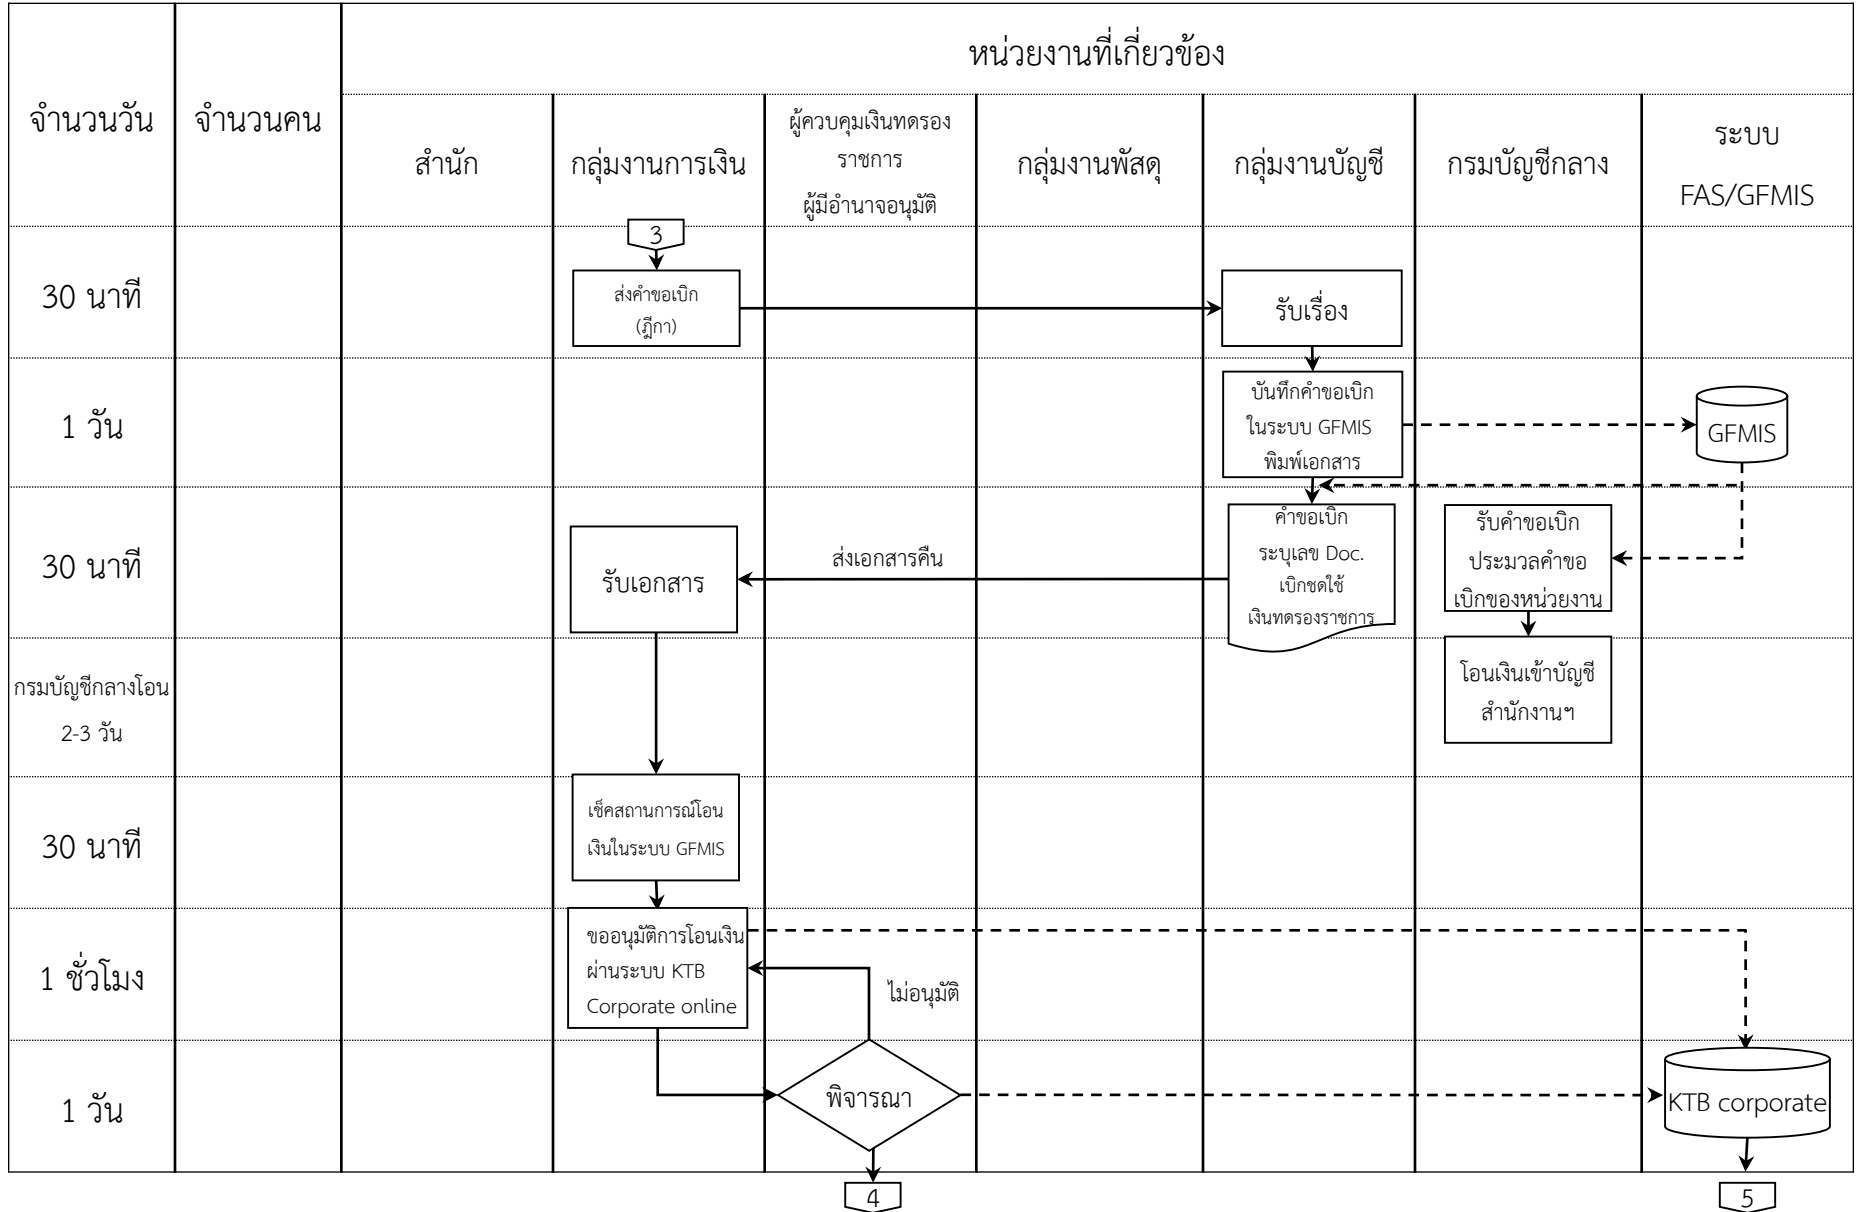 หน่วยงานที่เกี่ยวข้อง
จำนวนวัน
จำนวนคน
สำนัก
กลุ่มงานการเงิน
ผู้ควบคุมเงินทดรอง
ราชการ
ผู้มีอำนาจอนุมัติ
กลุ่มงานพัสดุ
กลุ่มงานบัญชี
กรมบัญชีกลาง
ระบบ
FAS/GFMIS
3
30 นาที
ส่งคำขอเบิก
(ฎีกา)
รับเรื่อง
1 วัน
บันทึกคำขอเบิก
ในระบบ GFMIS
พิมพ์เอกสาร
GFMIS
30 นาที
รับเอกสาร
ส่งเอกสารคืน
คำขอเบิก
ระบุเลข Doc.
เบิกชดใช้
เงินทดรองราชการ
รับคำขอเบิก
ประมวลคำขอ
เบิกของหน่วยงาน
กรมบัญชีกลางโอน
2-3 วัน
โอนเงินเข้าบัญชี
สำนักงานฯ
30 นาที
เช็คสถานการณ์โอน
เงินในระบบ GFMIS
1 ชั่วโมง
ขออนุมัติการโอนเงิน
ผ่านระบบ KTB
Corporate online
ไม่อนุมัติ
1 วัน
พิจารณา
KTB corporate
4
5